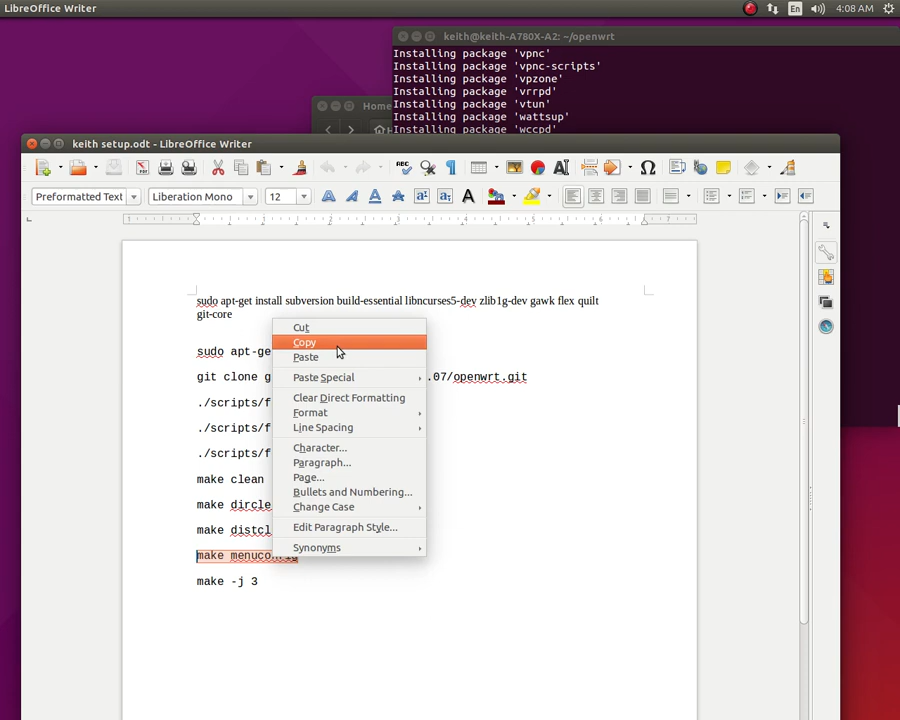 LibreOffice Writer
En
4:08 AM
keith@keith-A780X-A2: ~/openwrt
Installing package 'vpnc'
Installing package 'vpnc-scripts'
Installing package 'vpzone'
Installing package 'vrrpd'
Installing package 'vtun'
Installing package 'wattsup'
Installing package 'wccpd'
Home
keith setup.odt - LibreOffice Writer
Preformatted Text
Liberation Mono
12
sudo apt-get install subversion build-essential libncurses5-dev zlib1g-dev gawk flex quilt
git-core
sudo apt-ge
git clone g
.07/openwrt.git
./scripts/f
./scripts/f
./scripts/f
make clean
make dircle
make distcl
make menuconfig
make -j 3
Cut
Copy
Paste
Paste Special
Clear Direct Formatting
Format
Line Spacing
Character...
Paragraph...
Page...
Bullets and Numbering...
Change Case
Edit Paragraph Style...
Synonyms